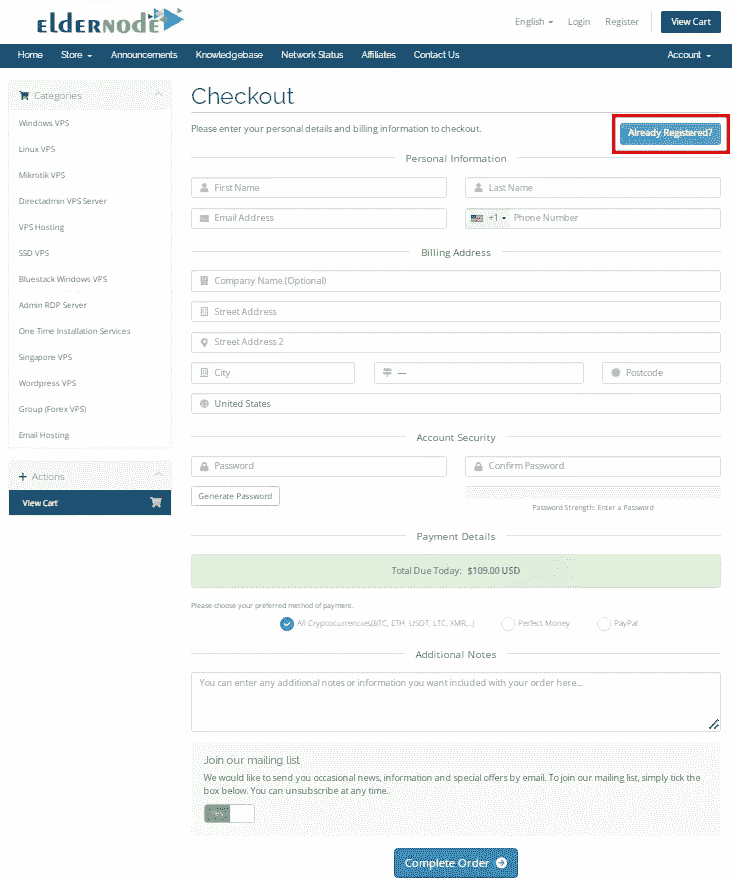 ELDERNODE
English Login Register View Cart
Home Store Announcements Knowledgebase Network Status Affiliates Contact Us Account
Categories
Windows VPS
Linux VPS
Mikrotik VPS
Directadmin VPS Server
VPS Hosting
SSD VPS
Bluestack Windows VPS
Admin RDP Server
One Time Installation Services
Singapore VPS
Wordpress VPS
Group (Forex VPS)
Email Hosting
Actions
View Cart
Checkout
Please enter your personal details and billing information to checkout.
Already Registered?
Personal Information
First Name Last Name
Email Address +1 Phone Number
Billing Address
Company Name (Optional)
Street Address
Street Address 2
City — Postcode
United States
Account Security
Password Confirm Password
Generate Password
Password Strength: Enter a Password
Payment Details
Total Due Today: $109.00 USD
Please choose your preferred method of payment.
All Cryptocurrencies(BTC, ETH, USDT, LTC, XMR,...) Perfect Money PayPal
Additional Notes
You can enter any additional notes or information you want included with your order here...
Join our mailing list
We would like to send you occasional news, information and special offers by email. To join our mailing list, simply tick the
box below. You can unsubscribe at any time.
Complete Order